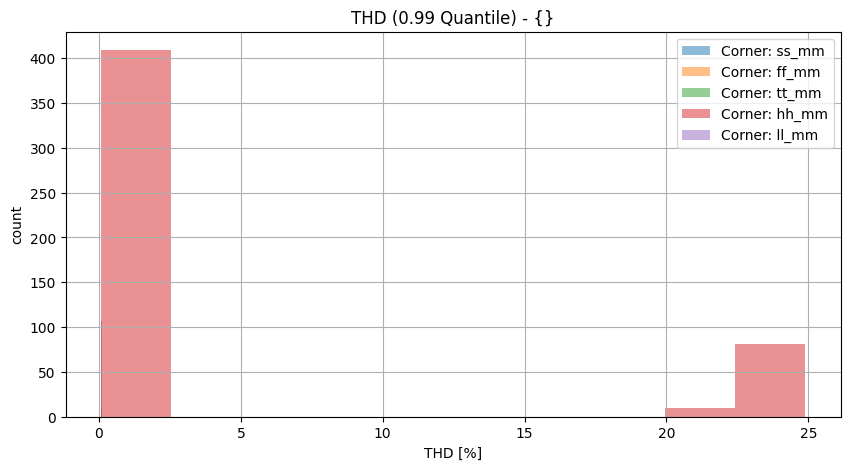 THD (0.99 Quantile) - {}
400
350
300
250
200
150
100
50
0
count
Corner: ss_mm
Corner: ff_mm
Corner: tt_mm
Corner: hh_mm
Corner: ll_mm
0 5 10 15 20 25
THD [%]